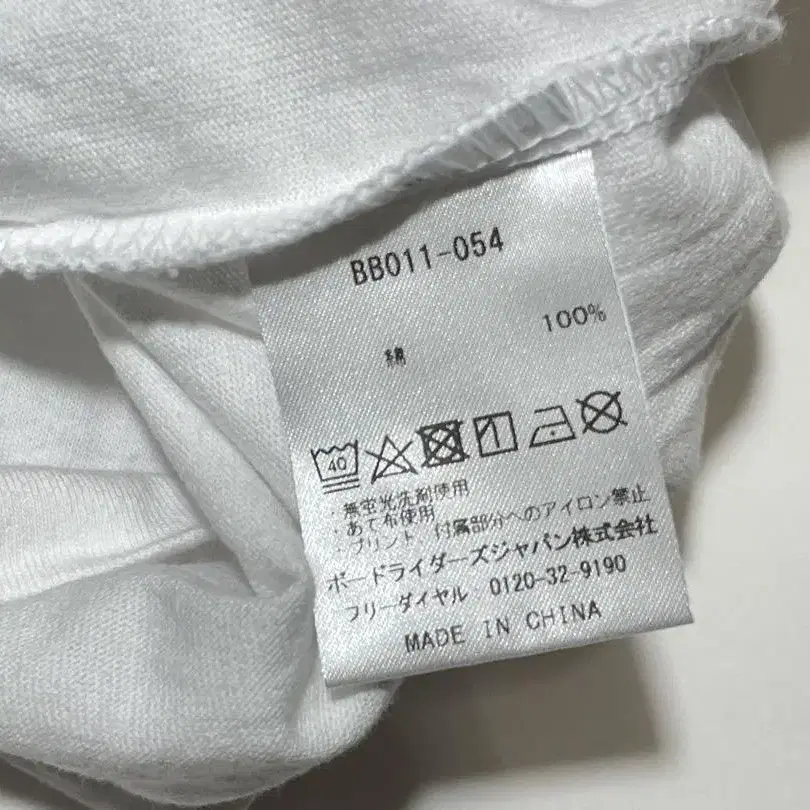 BB011-054
綿 100%
40
・無蛍光洗剤使用
・あて布使用
・プリント、付属部分へのアイロン禁止
ボードライダーズジャパン株式会社
フリーダイヤル: 0120-32-9190
MADE IN CHINA